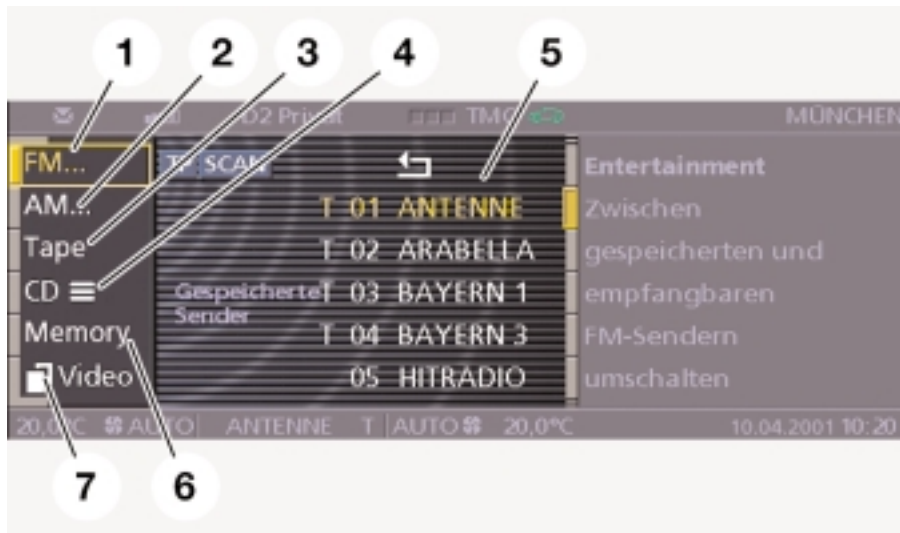 1 2 3 4 5
D2 Privat TMC MÜNCHEN
FM... TP SCAN Entertainment
AM... T 01 ANTENNE Zwischen
Tape T 02 ARABELLA gespeicherten und
CD Gespeicherte T 03 BAYERN 1 empfangbaren
Sender
Memory T 04 BAYERN 3 FM-Sendern
Video 05 HITRADIO umschalten
20,0°C AUTO ANTENNE T AUTO 20,0°C 10.04.2001 10:20
7 6